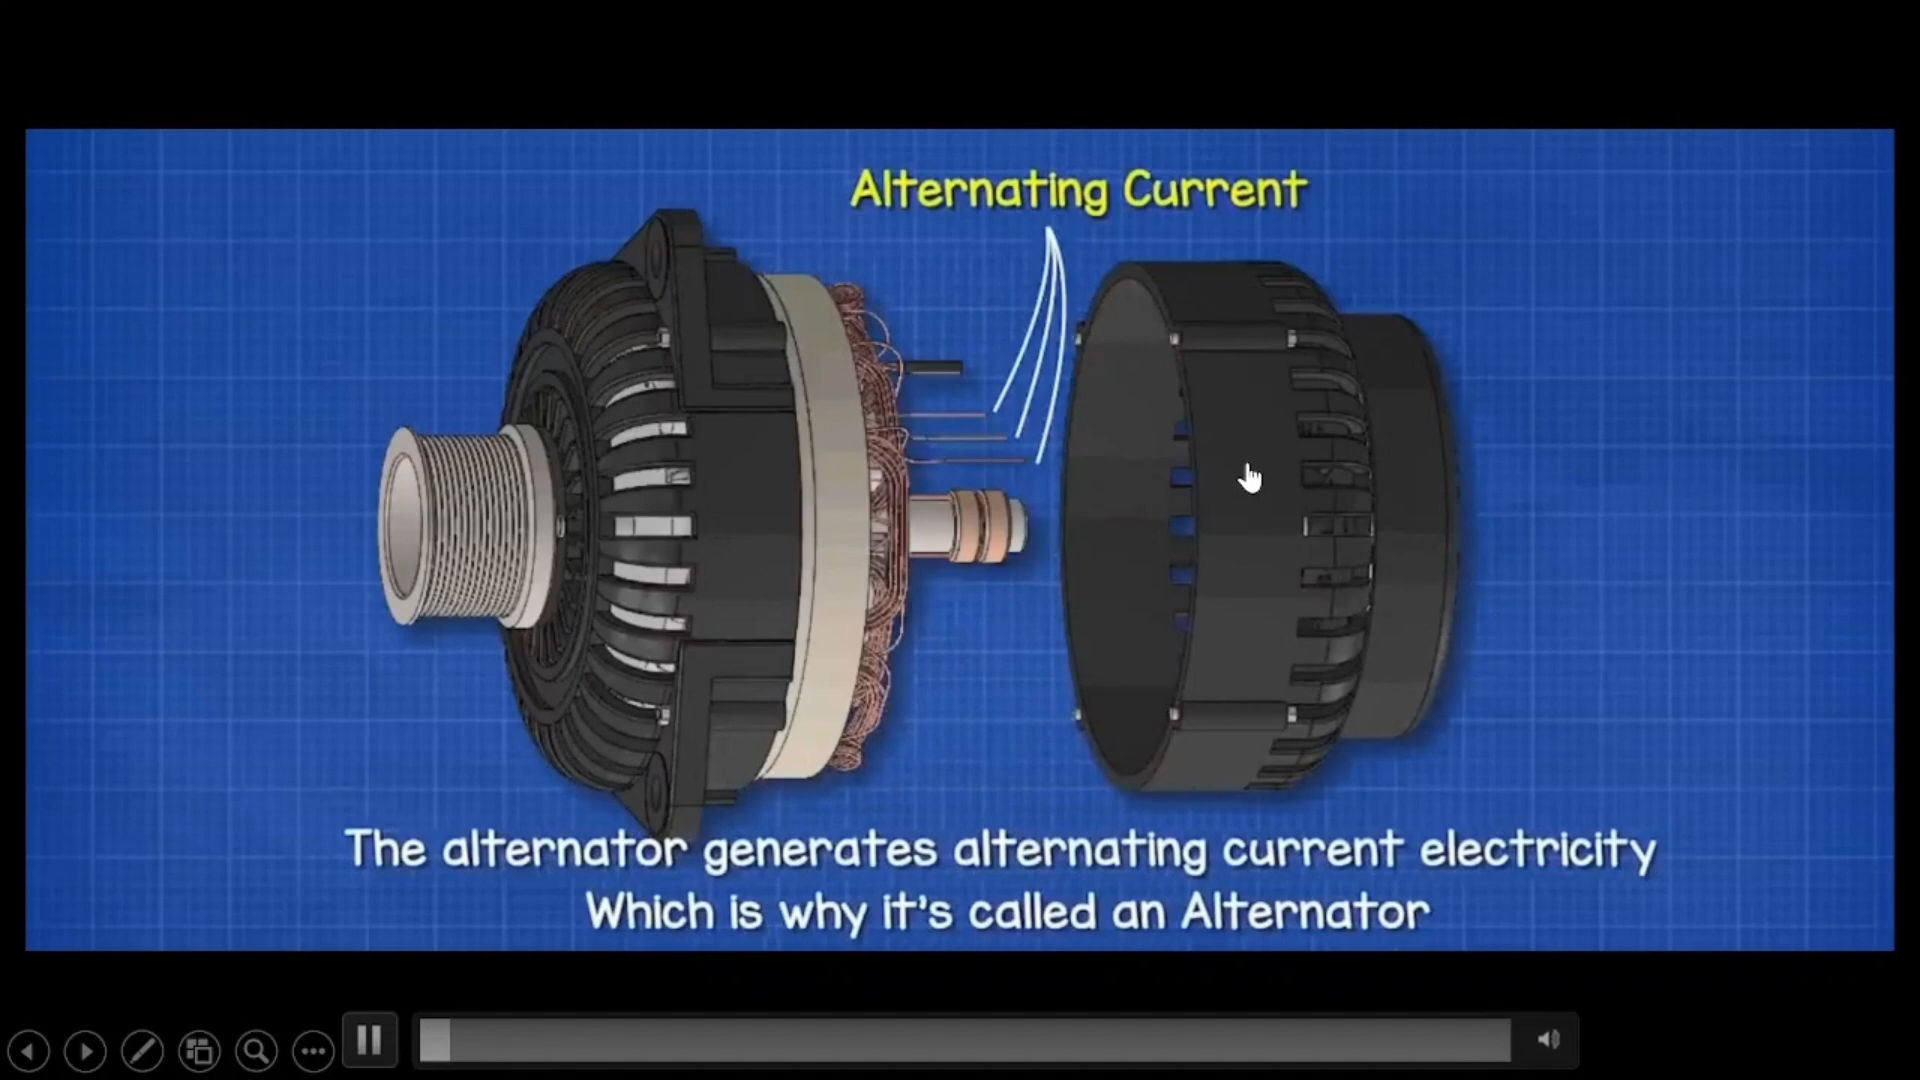 Alternating Current
The alternator generates alternating current electricity
Which is why it's called an Alternator